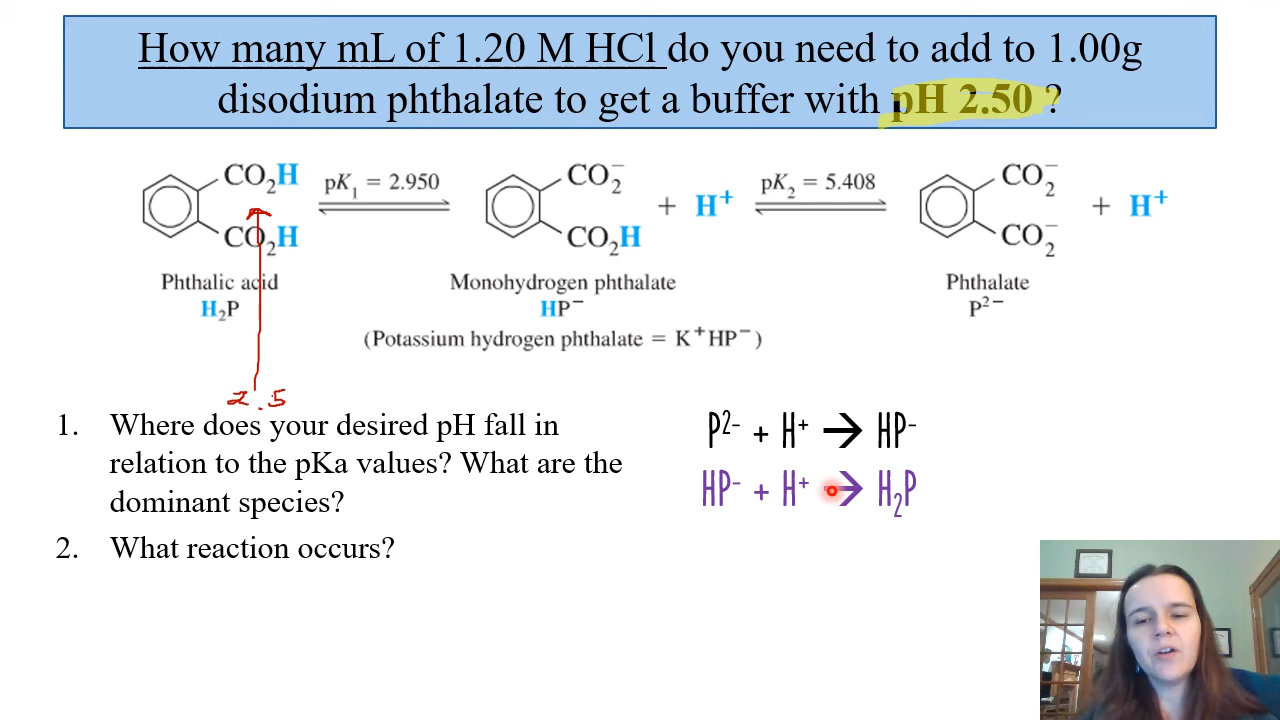 How many mL of 1.20 M HCl do you need to add to 1.00g
disodium phthalate to get a buffer with pH 2.50 ?
CO₂H pK₁ = 2.950 CO₂⁻ pK₂ = 5.408 CO₂⁻
+ H⁺ + H⁺
CO₂H CO₂H CO₂⁻
Phthalic acid Monohydrogen phthalate Phthalate
H₂P HP⁻ P²⁻
(Potassium hydrogen phthalate = K⁺HP⁻)
2.5
1. Where does your desired pH fall in
relation to the pKa values? What are the
dominant species?
2. What reaction occurs?
P²⁻ + H⁺ → HP⁻
HP⁻ + H⁺ → H₂P